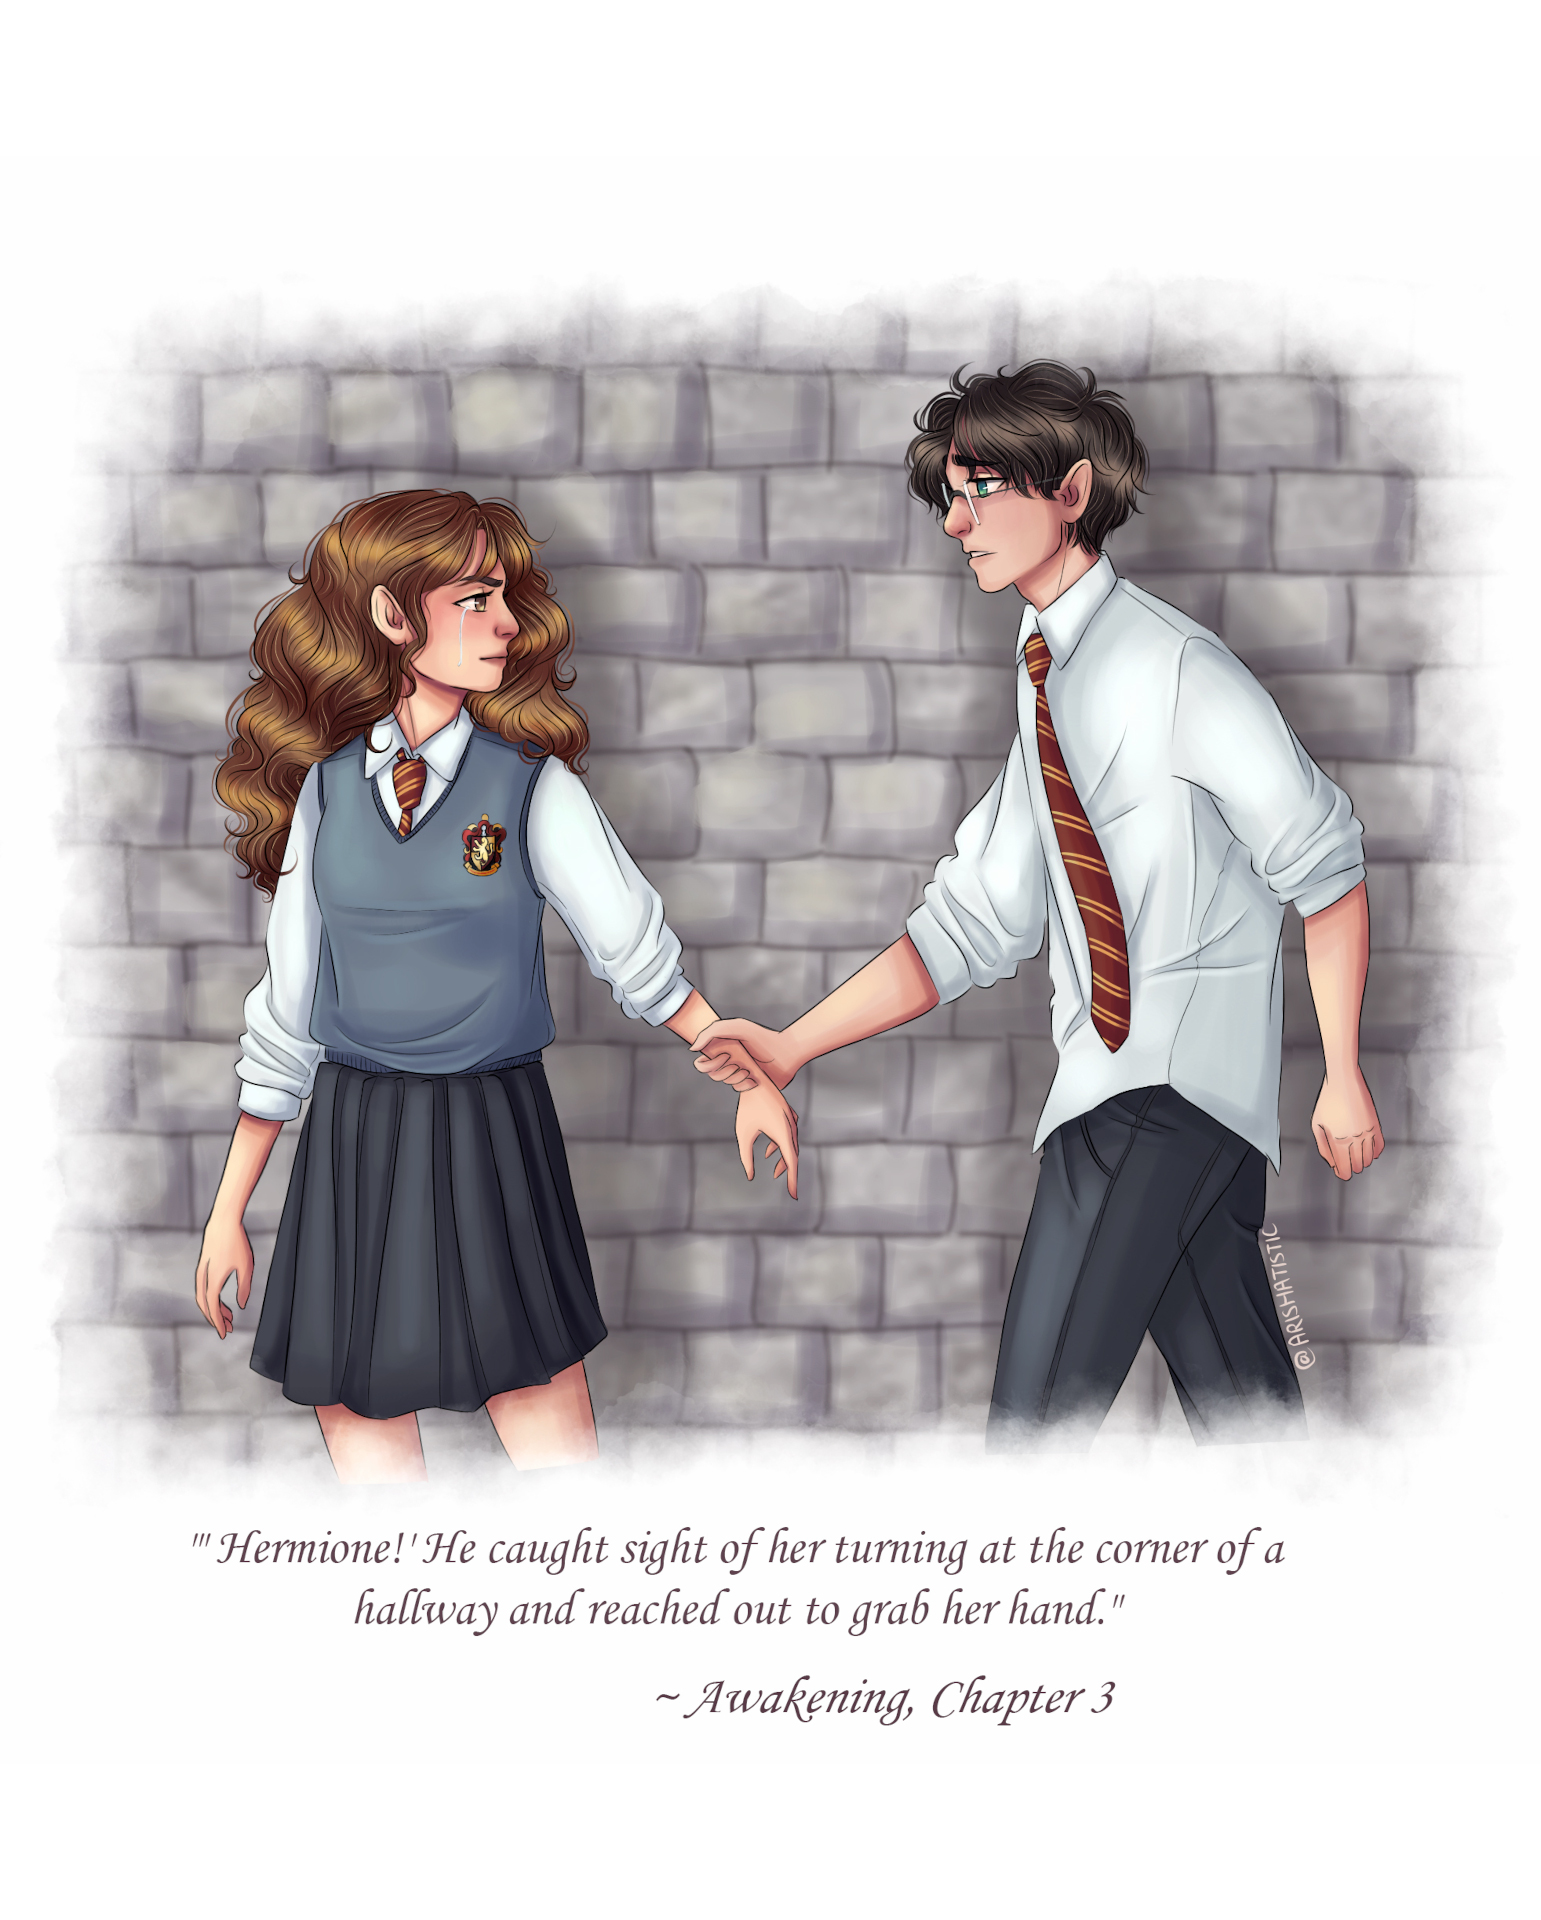 @ARISHATISTIC
"'Hermione!' He caught sight of her turning at the corner of a
hallway and reached out to grab her hand."
~ Awakening, Chapter 3